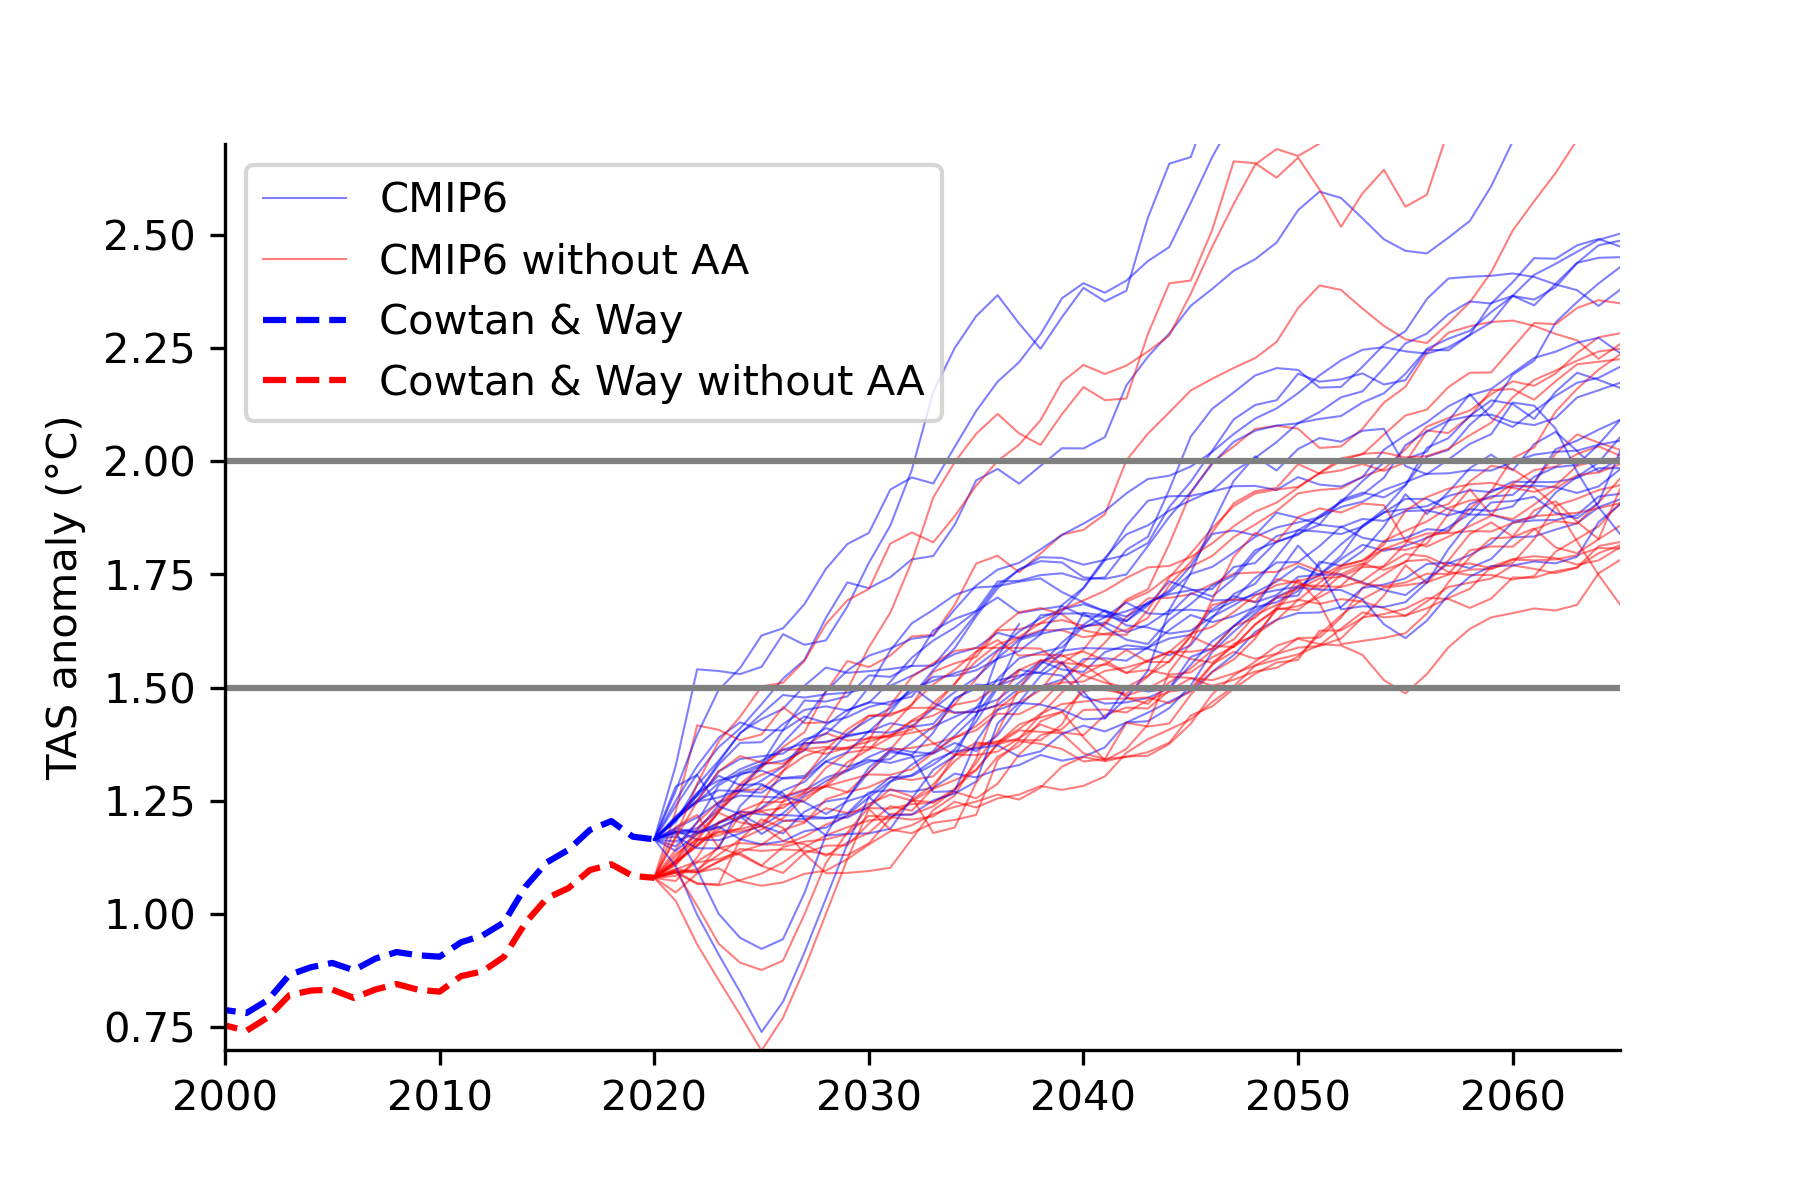 CMIP6
CMIP6 without AA
Cowtan & Way
Cowtan & Way without AA
TAS anomaly (°C)
2.50
2.25
2.00
1.75
1.50
1.25
1.00
0.75
2000 2010 2020 2030 2040 2050 2060